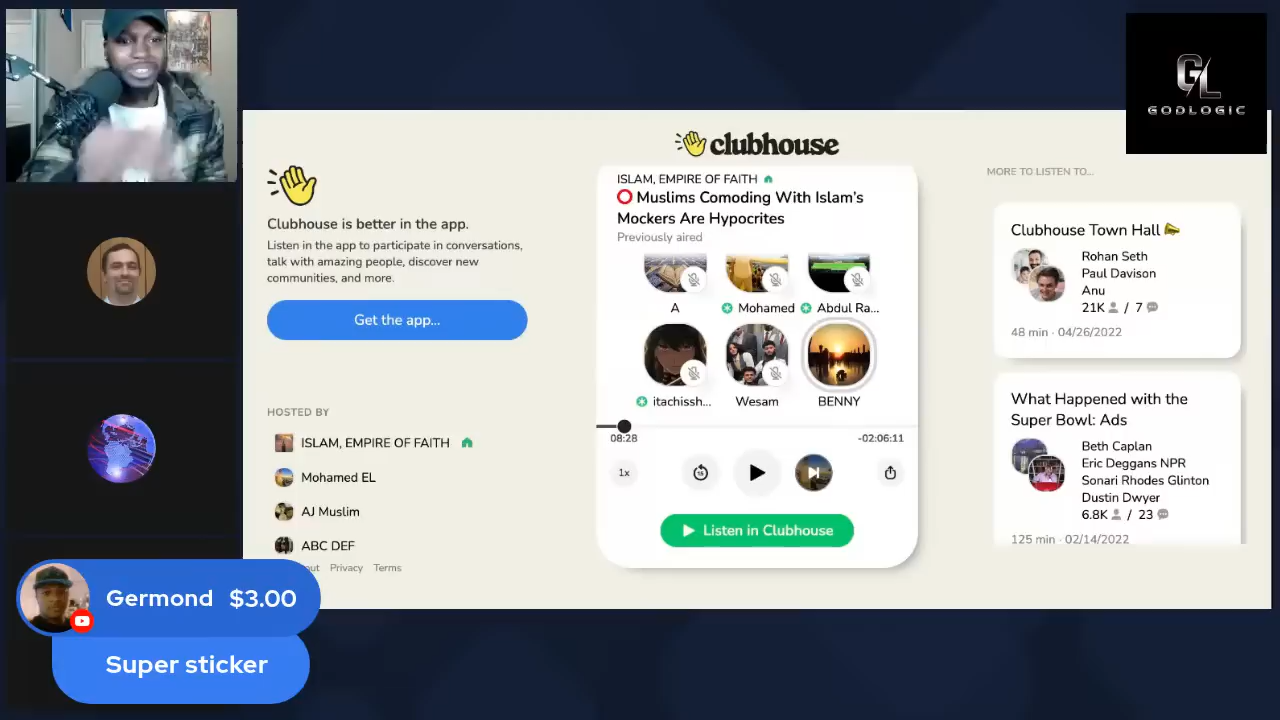 GL
GODLOGIC
clubhouse
Clubhouse is better in the app.
Listen in the app to participate in conversations,
talk with amazing people, discover new
communities, and more.
Get the app...
HOSTED BY
ISLAM, EMPIRE OF FAITH
Mohamed EL
AJ Muslim
ABC DEF
Privacy Terms
ISLAM, EMPIRE OF FAITH
Muslims Comoding With Islam's
Mockers Are Hypocrites
Previously aired
A Mohamed Abdul Ra...
itachissh... Wesam BENNY
08:28 -02:06:11
1x 15
Listen in Clubhouse
MORE TO LISTEN TO...
Clubhouse Town Hall
Rohan Seth
Paul Davison
Anu
21K / 7
48 min · 04/26/2022
What Happened with the
Super Bowl: Ads
Beth Caplan
Eric Deggans NPR
Sonari Rhodes Glinton
Dustin Dwyer
6.8K / 23
125 min · 02/14/2022
Germond $3.00
Super sticker